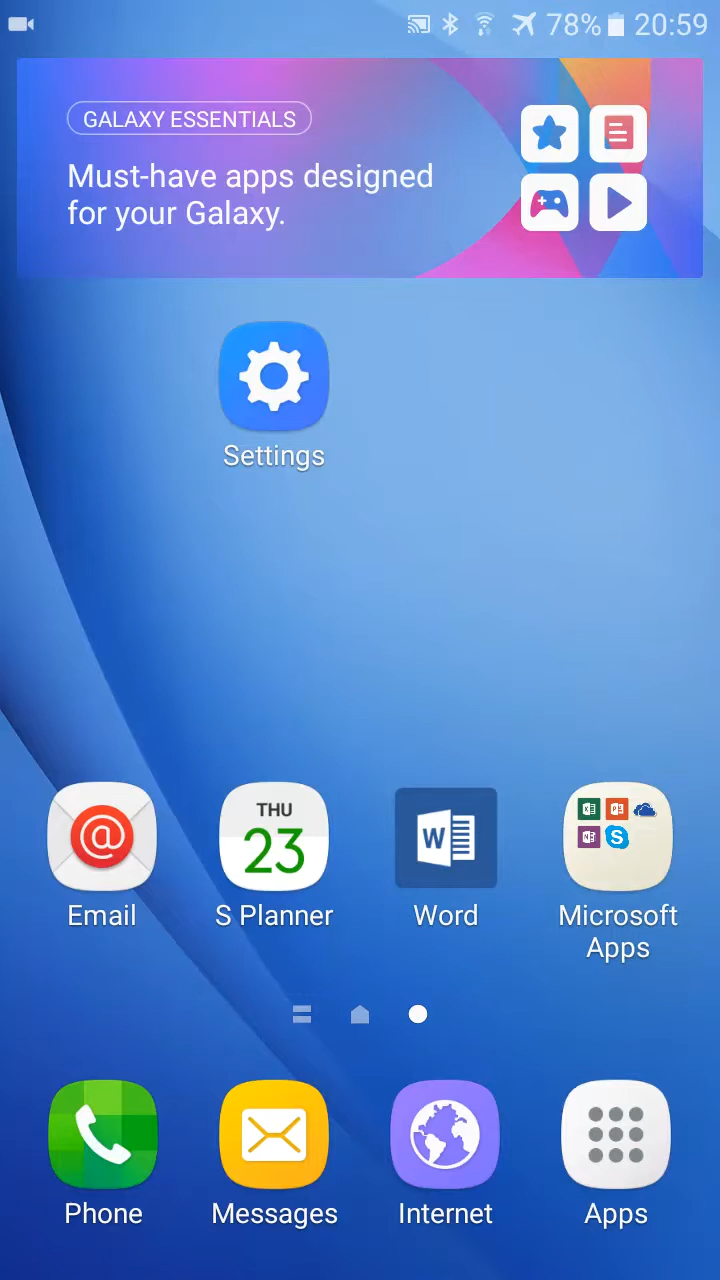 78% 20:59
GALAXY ESSENTIALS
Must-have apps designed
for your Galaxy.
Settings
THU
23
W
S
Email S Planner Word Microsoft
Apps
Phone Messages Internet Apps